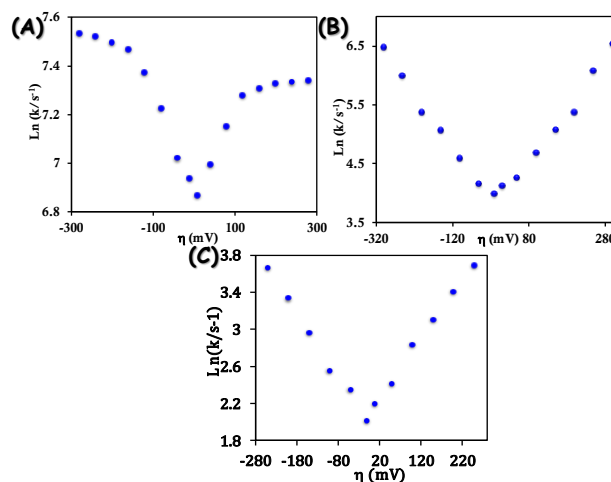 (A)
7.6
7.4
7.2
7
6.8
Ln (k/s⁻¹)
-300 -100 100 300
η (mV)
(B)
6.5
5.5
4.5
3.5
Ln (k/s⁻¹)
-320 -120 80 280
η (mV)
(C)
3.8
3.4
3
2.6
2.2
1.8
Ln(k/s-1)
-280 -180 -80 20 120 220
η (mV)